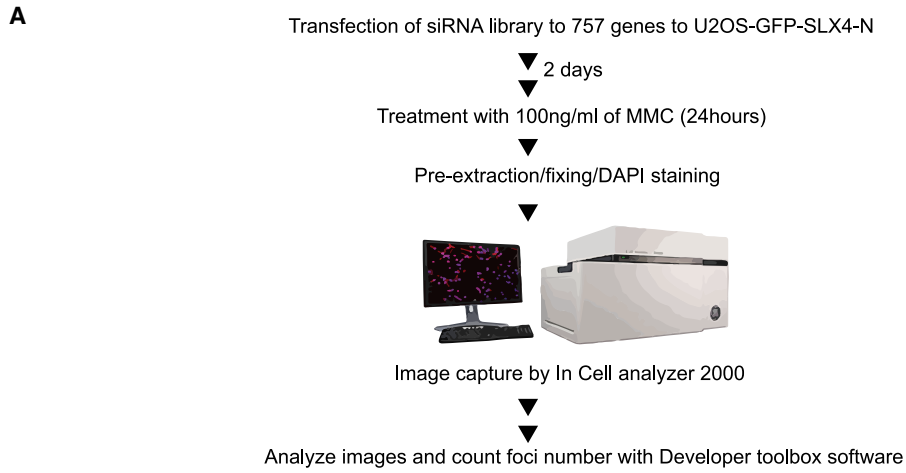 A
Transfection of siRNA library to 757 genes to U2OS-GFP-SLX4-N
2 days
Treatment with 100ng/ml of MMC (24hours)
Pre-extraction/fixing/DAPI staining
Image capture by In Cell analyzer 2000
Analyze images and count foci number with Developer toolbox software